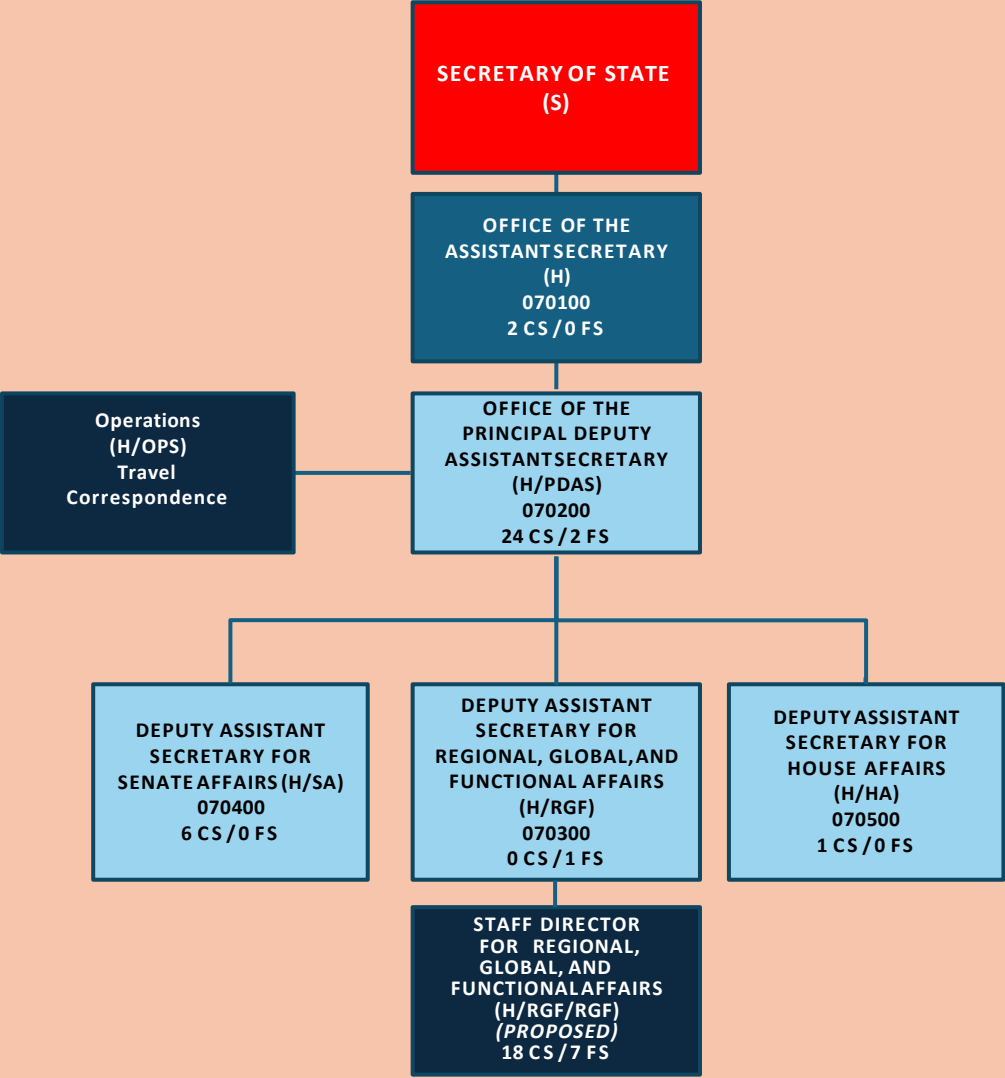 SECRETARY OF STATE
(S)
OFFICE OF THE
ASSISTANT SECRETARY
(H)
070100
2 CS / 0 FS
Operations
(H/OPS)
Travel
Correspondence
OFFICE OF THE
PRINCIPAL DEPUTY
ASSISTANT SECRETARY
(H/PDAS)
070200
24 CS / 2 FS
DEPUTY ASSISTANT
SECRETARY FOR
SENATE AFFAIRS (H/SA)
070400
6 CS / 0 FS
DEPUTY ASSISTANT
SECRETARY FOR
REGIONAL, GLOBAL, AND
FUNCTIONAL AFFAIRS
(H/RGF)
070300
0 CS / 1 FS
DEPUTY ASSISTANT
SECRETARY FOR
HOUSE AFFAIRS
(H/HA)
070500
1 CS / 0 FS
STAFF DIRECTOR
FOR REGIONAL,
GLOBAL, AND
FUNCTIONAL AFFAIRS
(H/RGF/RGF)
(PROPOSED)
18 CS / 7 FS